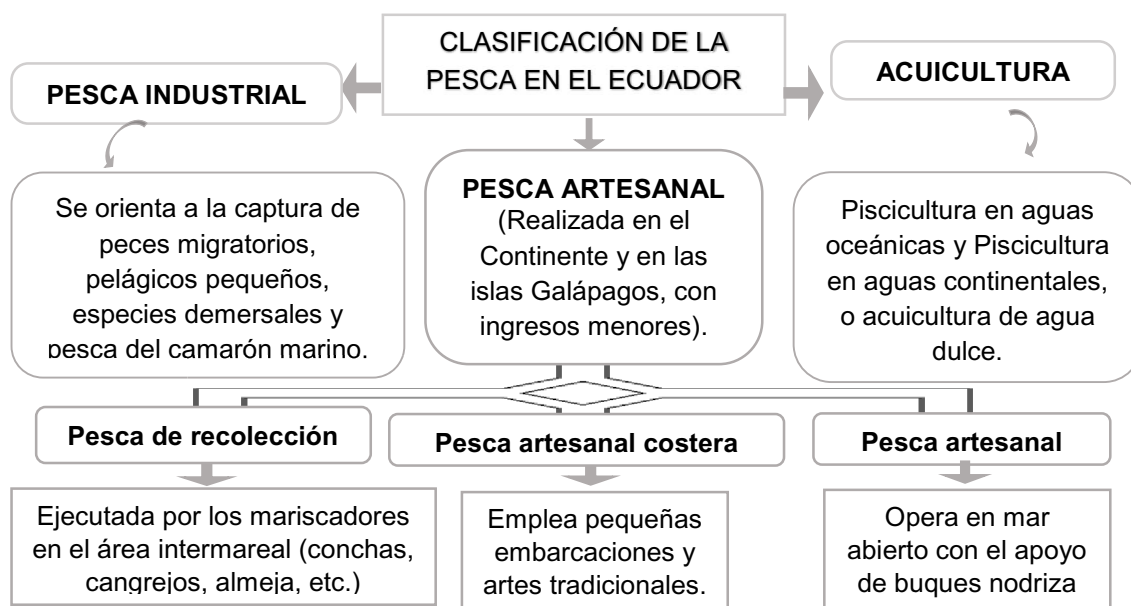 CLASIFICACIÓN DE LA
PESCA EN EL ECUADOR
PESCA INDUSTRIAL
ACUICULTURA
Se orienta a la captura de
peces migratorios,
pelágicos pequeños,
especies demersales y
pesca del camarón marino.
PESCA ARTESANAL
(Realizada en el
Continente y en las
islas Galápagos, con
ingresos menores).
Piscicultura en aguas
oceánicas y Piscicultura
en aguas continentales,
o acuicultura de agua
dulce.
Pesca de recolección
Pesca artesanal costera
Pesca artesanal
Ejecutada por los mariscadores
en el área intermareal (conchas,
cangrejos, almeja, etc.)
Emplea pequeñas
embarcaciones y
artes tradicionales.
Opera en mar
abierto con el apoyo
de buques nodriza